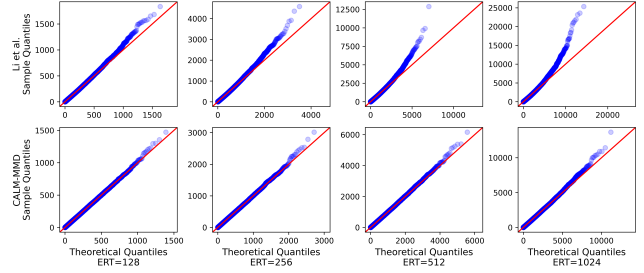 Li et al.
Sample Quantiles
1500
1000
500
0
0 500 1000 1500
4000
3000
2000
1000
0
0 2000 4000
12500
10000
7500
5000
2500
0
0 5000 10000
25000
20000
15000
10000
5000
0
0 10000 20000
CALM-MMD
Sample Quantiles
1500
1000
500
0
0 500 1000 1500
Theoretical Quantiles
ERT=128
3000
2000
1000
0
0 1000 2000 3000
Theoretical Quantiles
ERT=256
6000
4000
2000
0
0 2000 4000 6000
Theoretical Quantiles
ERT=512
10000
5000
0
0 5000 10000
Theoretical Quantiles
ERT=1024